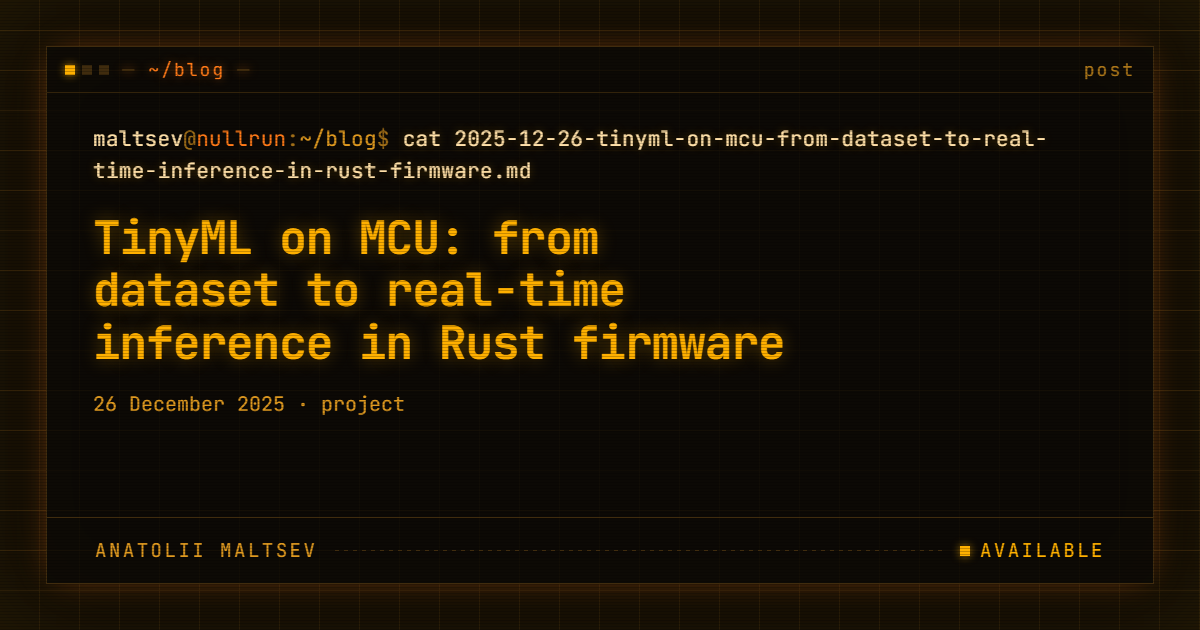 — ~/blog —
post
maltsev@nullrun:~/blog$ cat 2025-12-26-tinyml-on-mcu-from-dataset-to-real-
time-inference-in-rust-firmware.md
TinyML on MCU: from
dataset to real-time
inference in Rust firmware
26 December 2025 · project
ANATOLII MALTSEV
AVAILABLE